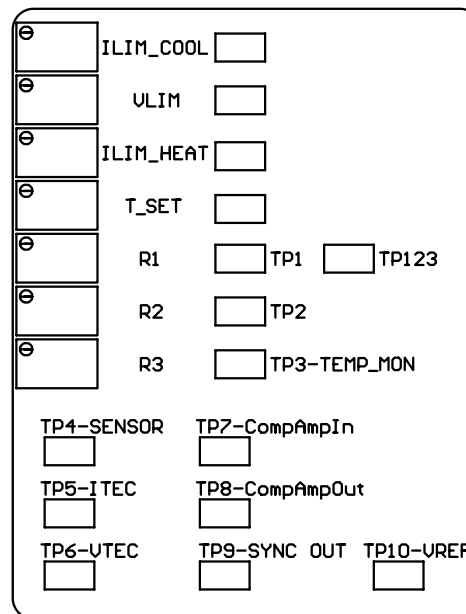 ILIM_COOL
VLIM
ILIM_HEAT
T_SET
R1 TP1 TP123
R2 TP2
R3 TP3-TEMP_MON
TP4-SENSOR TP7-CompAmpIn
TP5-ITEC TP8-CompAmpOut
TP6-VTEC TP9-SYNC OUT TP10-VREF